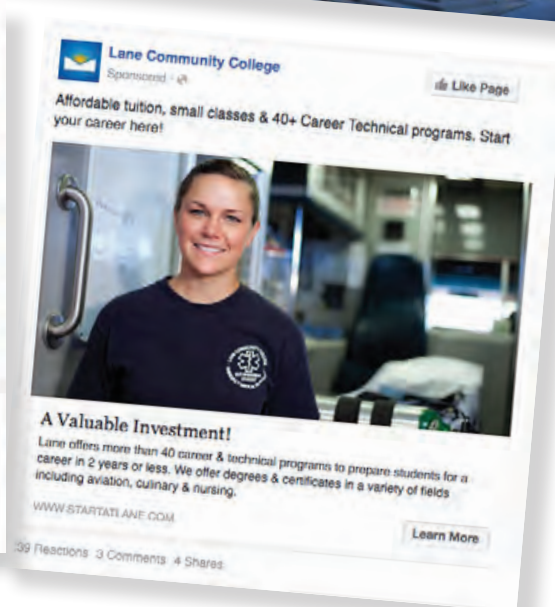 Lane Community College
Sponsored ·
Like Page
Affordable tuition, small classes & 40+ Career Technical programs. Start
your career here!
A Valuable Investment!
Lane offers more than 40 career & technical programs to prepare students for a
career in 2 years or less. We offer degrees & certificates in a variety of fields
including aviation, culinary & nursing.
WWW.STARTATLANE.COM
Learn More
39 Reactions 3 Comments 4 Shares